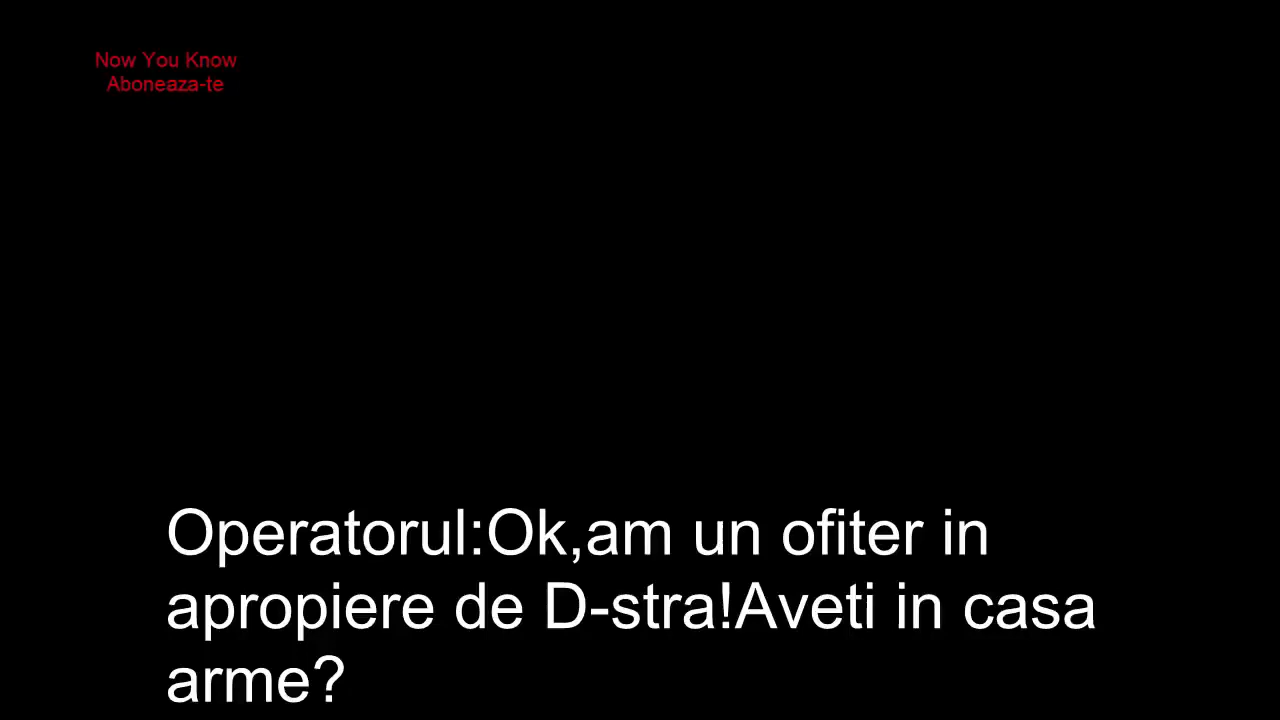 Now You Know
Aboneaza-te
Operatorul:Ok,am un ofiter in
apropiere de D-stra!Aveti in casa
arme?